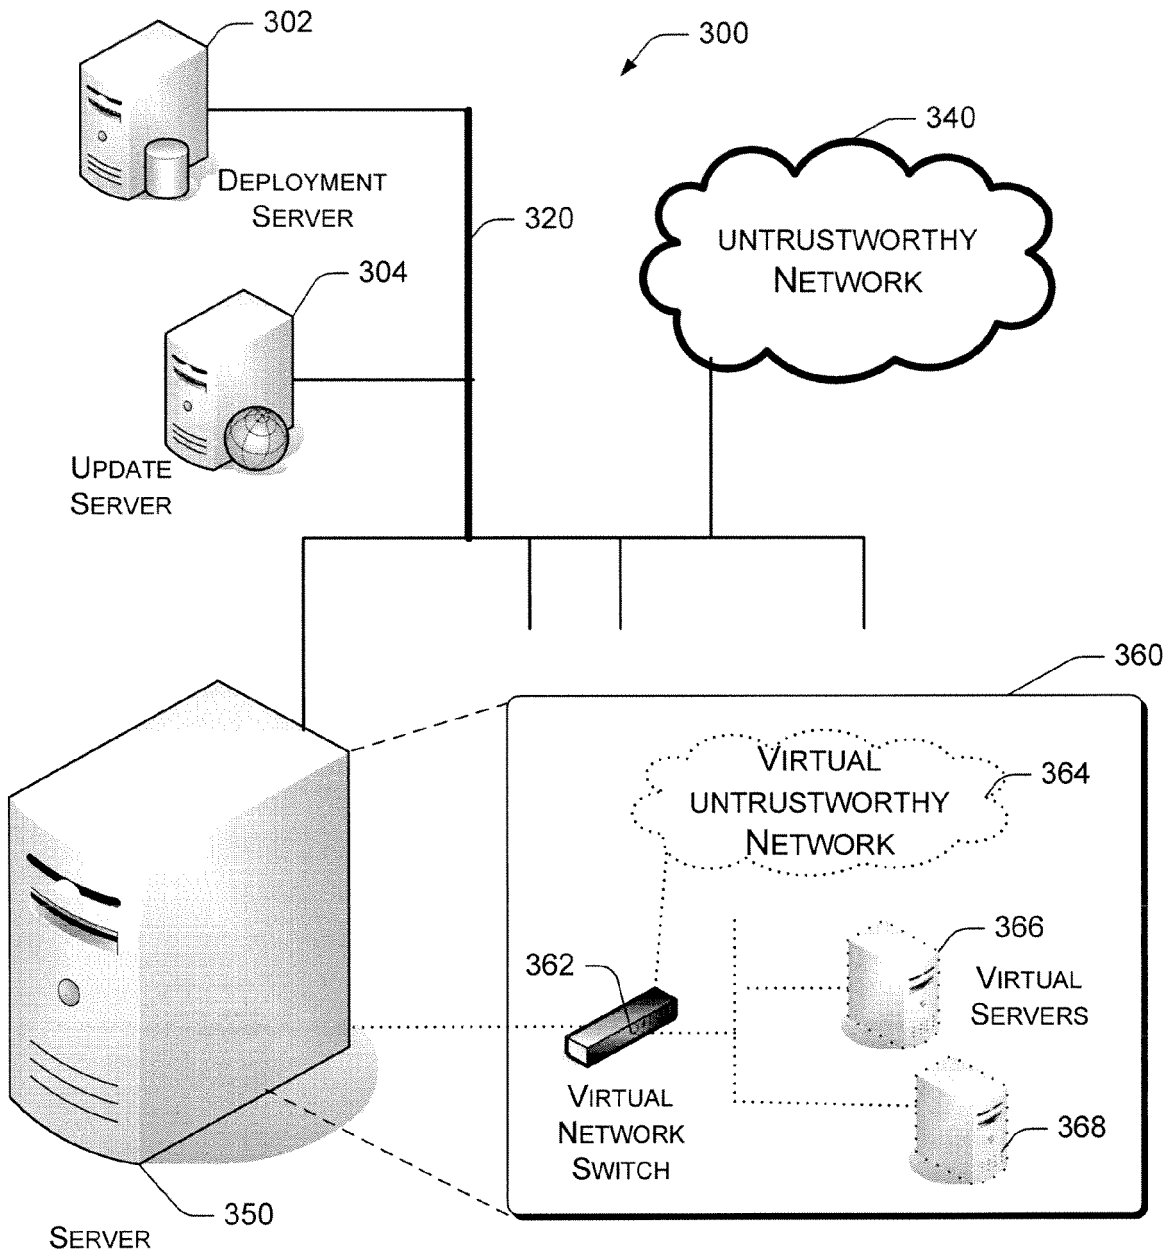 302
300
340
DEPLOYMENT
SERVER
320
UNTRUSTWORTHY
NETWORK
304
UPDATE
SERVER
360
VIRTUAL
UNTRUSTWORTHY
NETWORK
364
366
VIRTUAL
SERVERS
362
VIRTUAL
NETWORK
SWITCH
368
350
SERVER